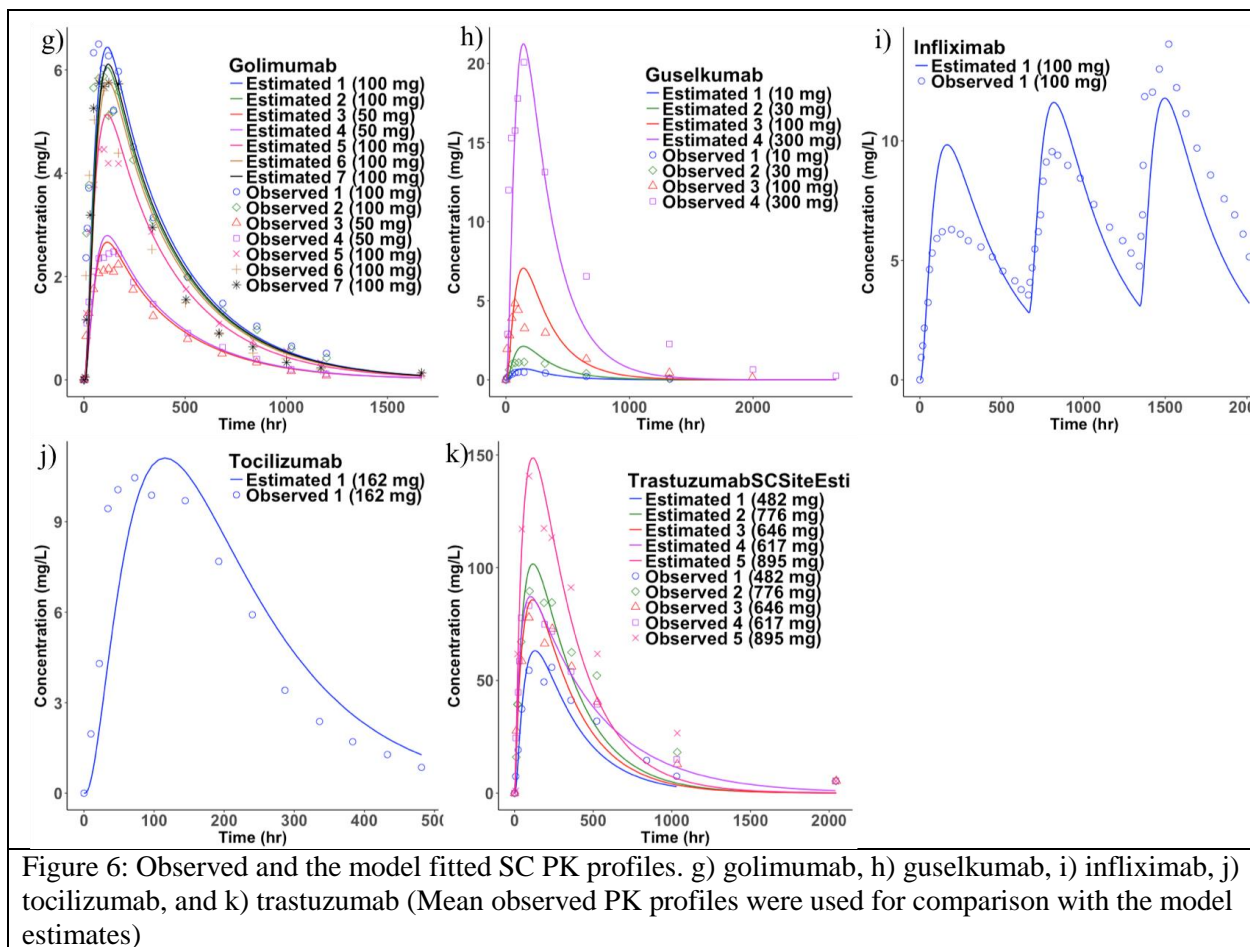 g)
Golimumab
Estimated 1 (100 mg)
Estimated 2 (100 mg)
Estimated 3 (50 mg)
Estimated 4 (50 mg)
Estimated 5 (100 mg)
Estimated 6 (100 mg)
Estimated 7 (100 mg)
Observed 1 (100 mg)
Observed 2 (100 mg)
Observed 3 (50 mg)
Observed 4 (50 mg)
Observed 5 (100 mg)
Observed 6 (100 mg)
Observed 7 (100 mg)
Concentration (mg/L)
6
4
2
0
0 500 1000 1500
Time (hr)
h)
Guselkumab
Estimated 1 (10 mg)
Estimated 2 (30 mg)
Estimated 3 (100 mg)
Estimated 4 (300 mg)
Observed 1 (10 mg)
Observed 2 (30 mg)
Observed 3 (100 mg)
Observed 4 (300 mg)
Concentration (mg/L)
20
15
10
5
0
0 1000 2000
Time (hr)
i)
Infliximab
Estimated 1 (100 mg)
Observed 1 (100 mg)
Concentration (mg/L)
10
5
0
0 500 1000 1500 200
Time (hr)
j)
Tocilizumab
Estimated 1 (162 mg)
Observed 1 (162 mg)
Concentration (mg/L)
9
6
3
0
0 100 200 300 400 500
Time (hr)
k)
TrastuzumabSCSiteEsti
Estimated 1 (482 mg)
Estimated 2 (776 mg)
Estimated 3 (646 mg)
Estimated 4 (617 mg)
Estimated 5 (895 mg)
Observed 1 (482 mg)
Observed 2 (776 mg)
Observed 3 (646 mg)
Observed 4 (617 mg)
Observed 5 (895 mg)
Concentration (mg/L)
150
100
50
0
0 500 1000 1500 2000
Time (hr)
Figure 6: Observed and the model fitted SC PK profiles. g) golimumab, h) guselkumab, i) infliximab, j)
tocilizumab, and k) trastuzumab (Mean observed PK profiles were used for comparison with the model
estimates)